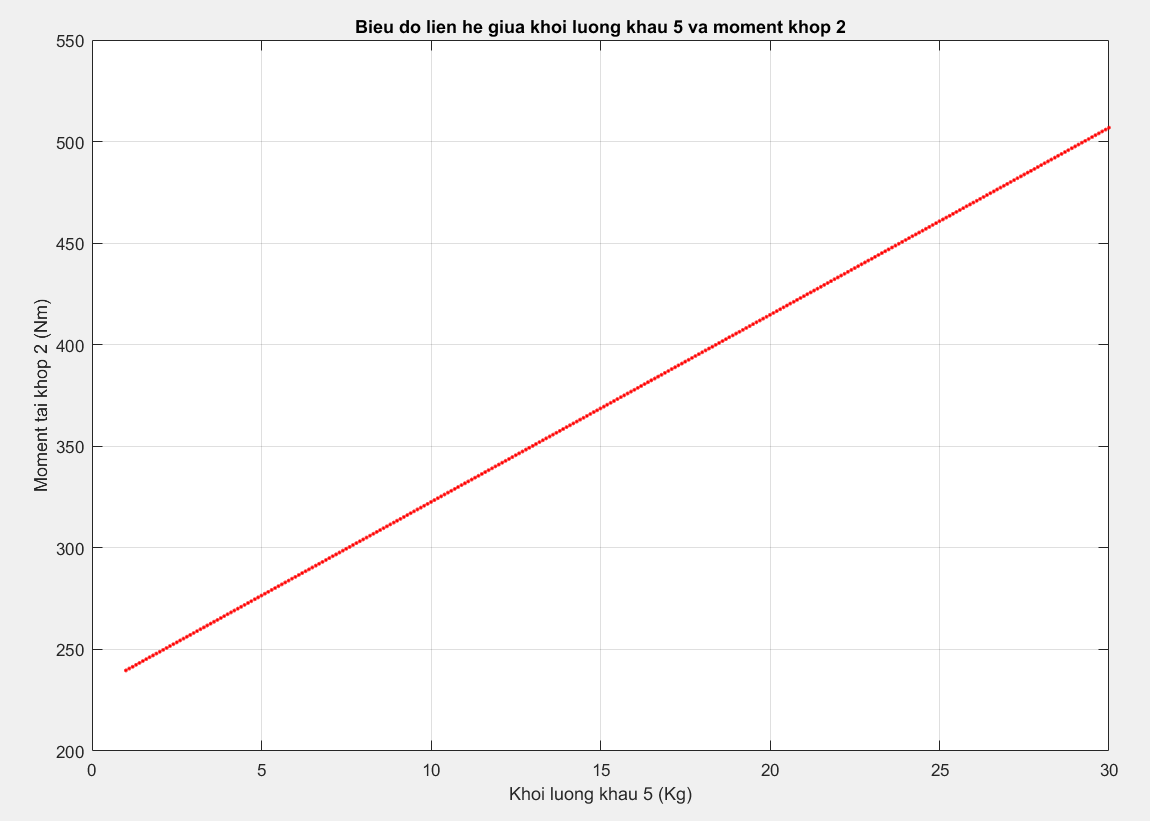 Bieu do lien he giua khoi luong khau 5 va moment khop 2
550
500
450
400
350
300
250
200
Moment tai khop 2 (Nm)
0 5 10 15 20 25 30
Khoi luong khau 5 (Kg)